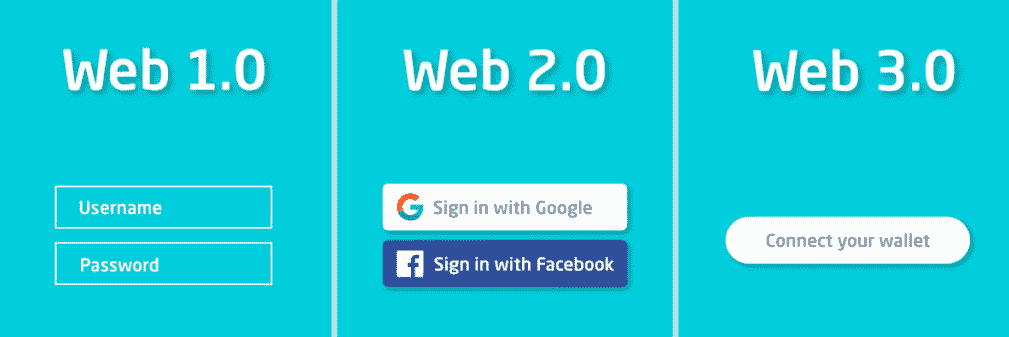 Web 1.0
Username
Password
Web 2.0
Sign in with Google
Sign in with Facebook
Web 3.0
Connect your wallet